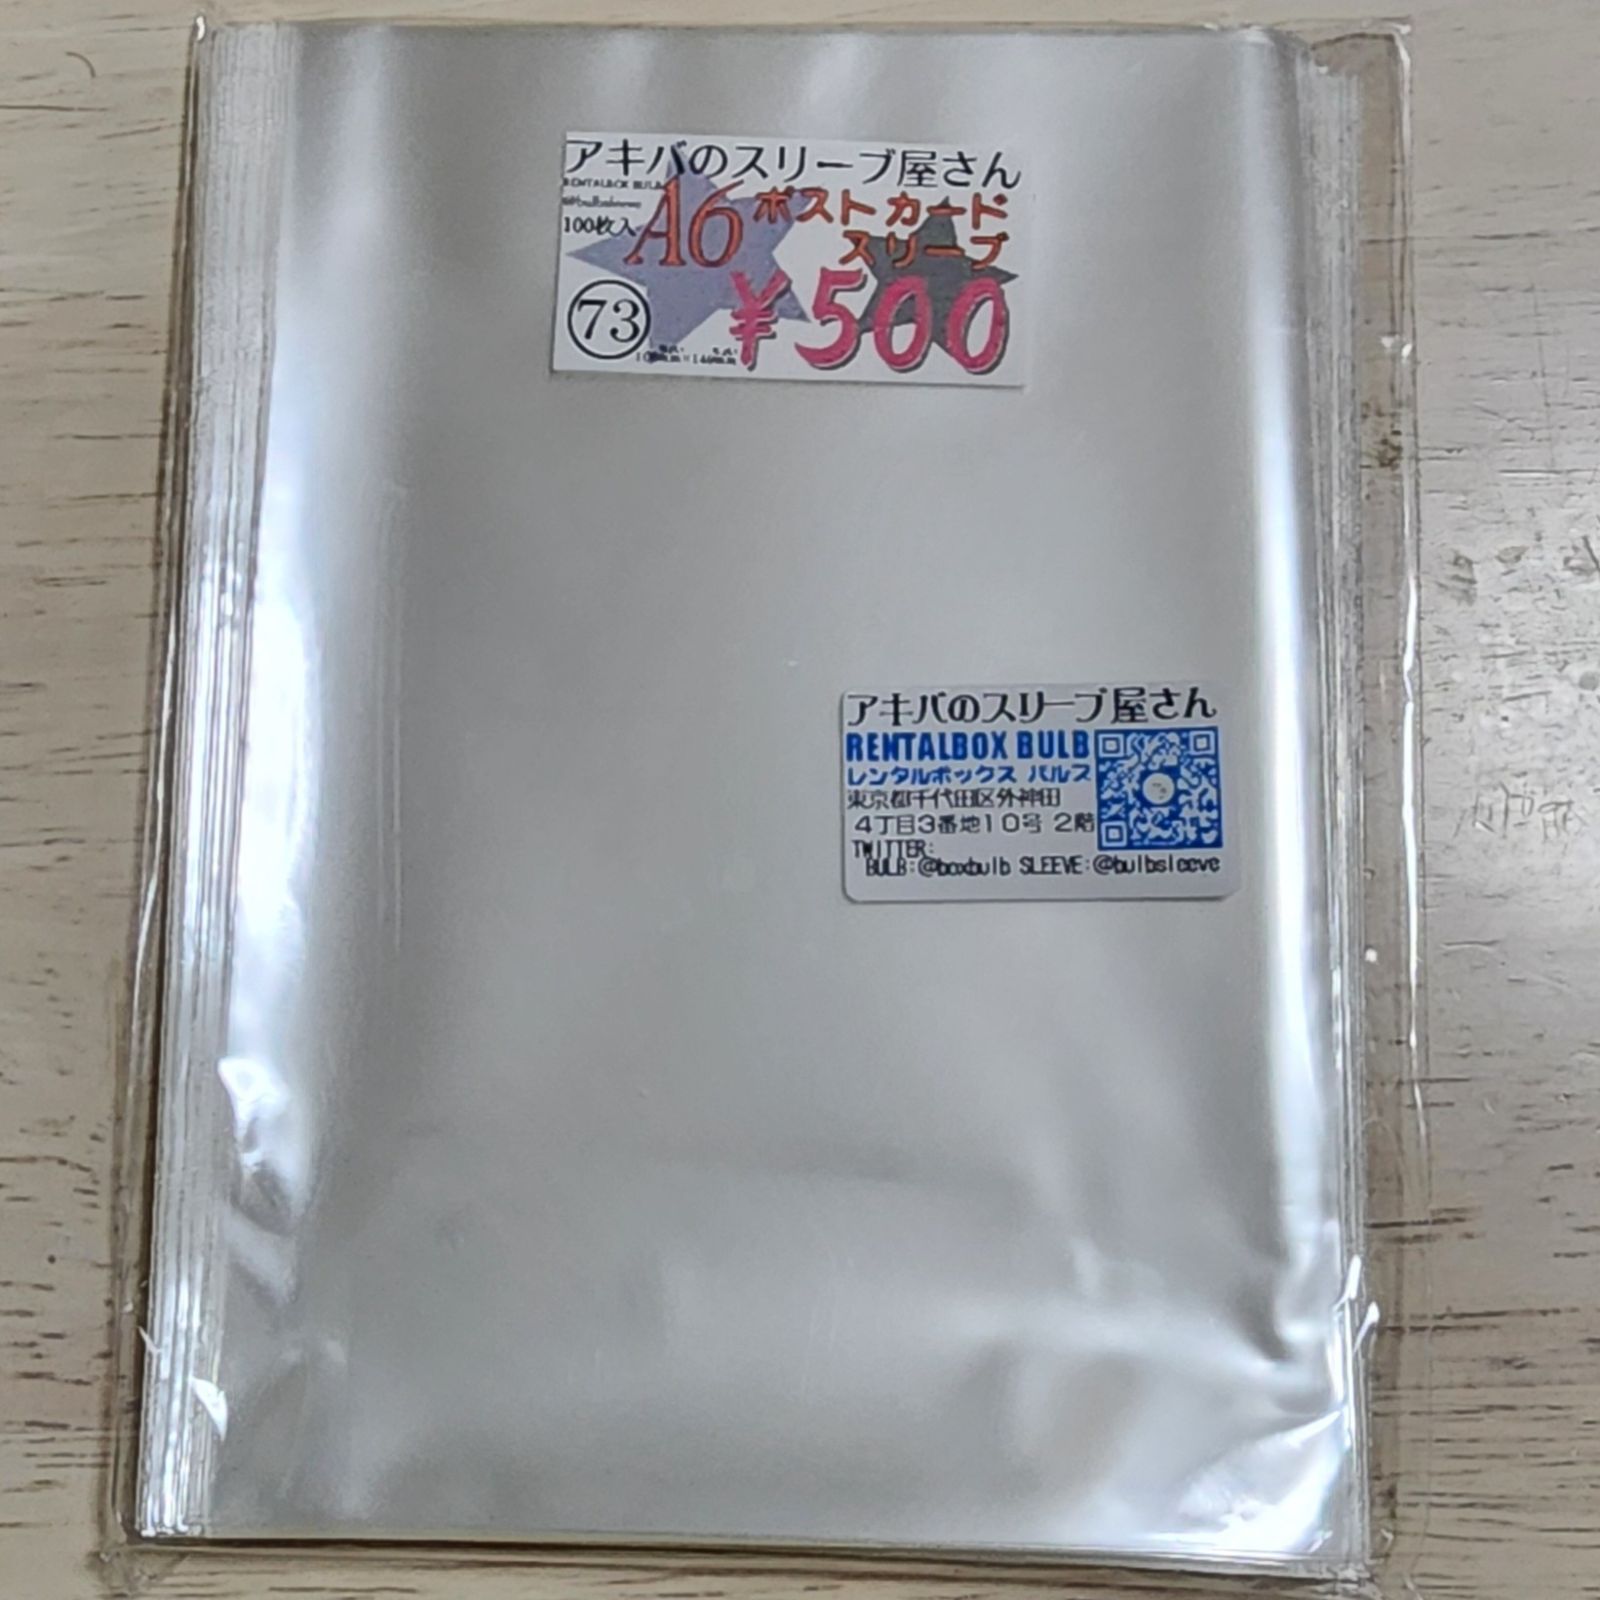 アキバのスリーブ屋さん
RENTALBOX BULB
@bulbsleeve
100枚入 A6 ポストカード
スリーブ
73 ¥500
アキバのスリーブ屋さん
RENTALBOX BULB
レンタルボックス バルブ
東京都千代田区外神田
4丁目3番地10号 2階
TWITTER:
BULB:@boxbulb SLEEVE:@bulbsleeve